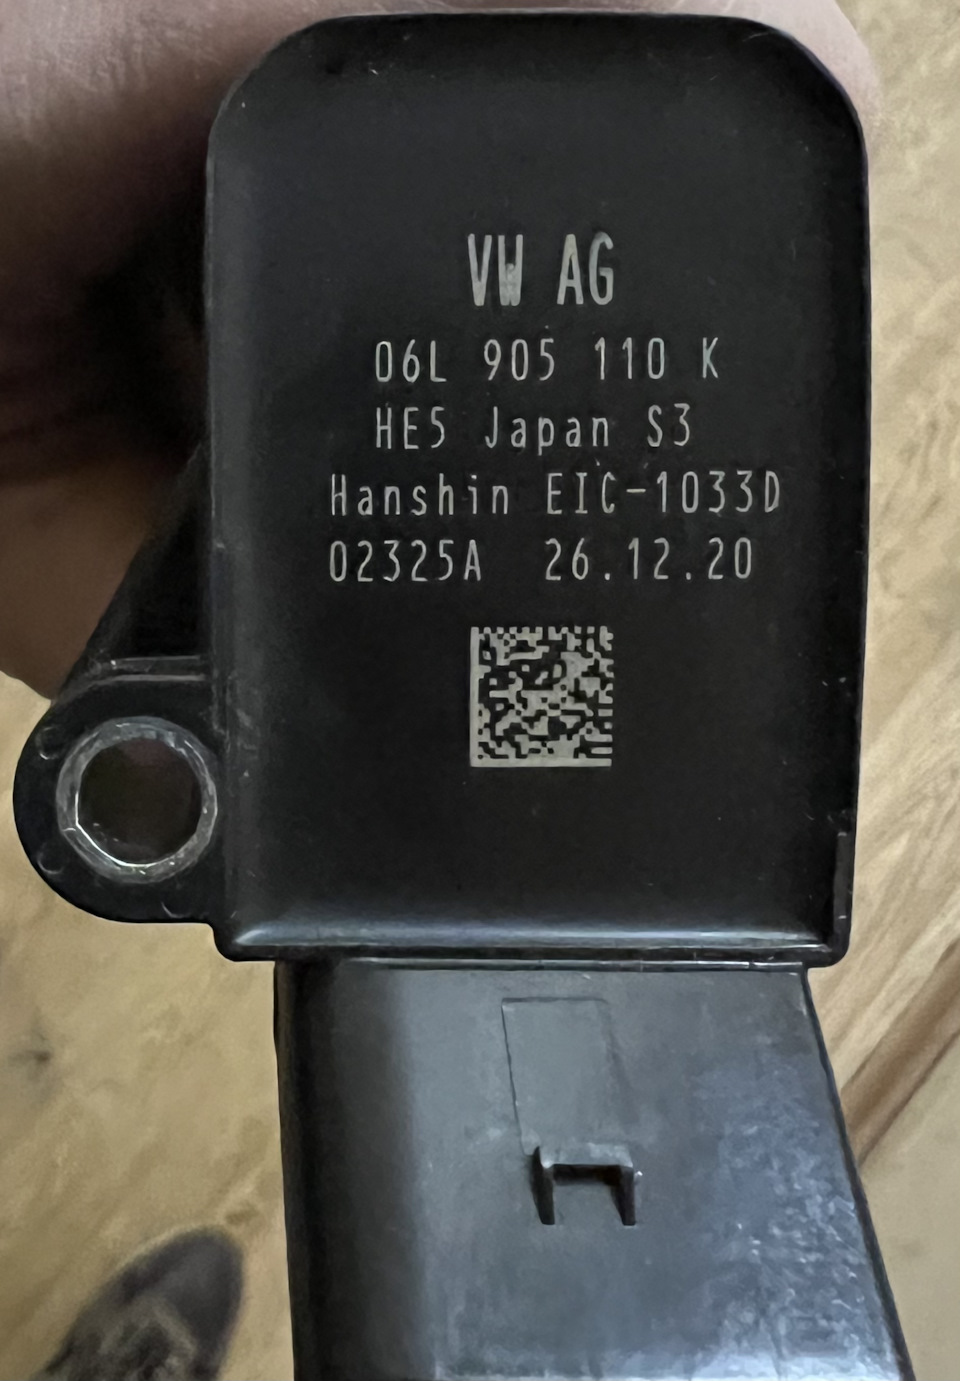 VW AG
06L 905 110 K
HE5 Japan S3
Hanshin EIC-1033D
02325A 26.12.20